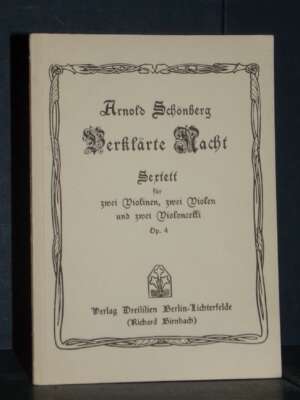 Arnold Schönberg
Verklärte Nacht
Sextett
für
zwei Violinen, zwei Violen
und zwei Violoncelli
Op. 4
Verlag Dreililien Berlin-Lichterfelde
(Richard Birnbach)